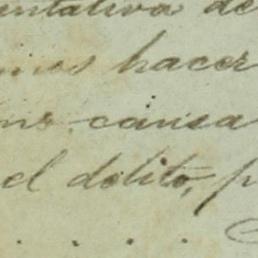 entativa de
hacer
causa
el delito, p